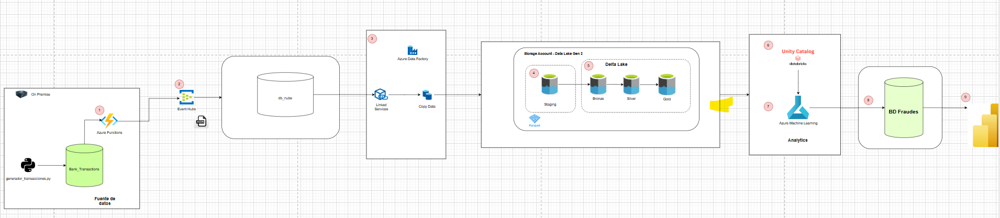 On Premise
1
Azure Functions
generador_transacciones.py
Bank_Transactions
Fuente de
datos
2
Event Hubs
JSON
db_nube
3
Azure Data Factory
Linked
Services
Copy Data
Storage Account - Data Lake Gen 2
4
Staging
Parquet
5
Delta Lake
Bronze
Silver
Gold
6
Unity Catalog
databricks
7
Azure Machine Learning
Analytics
8
BD Fraudes
9